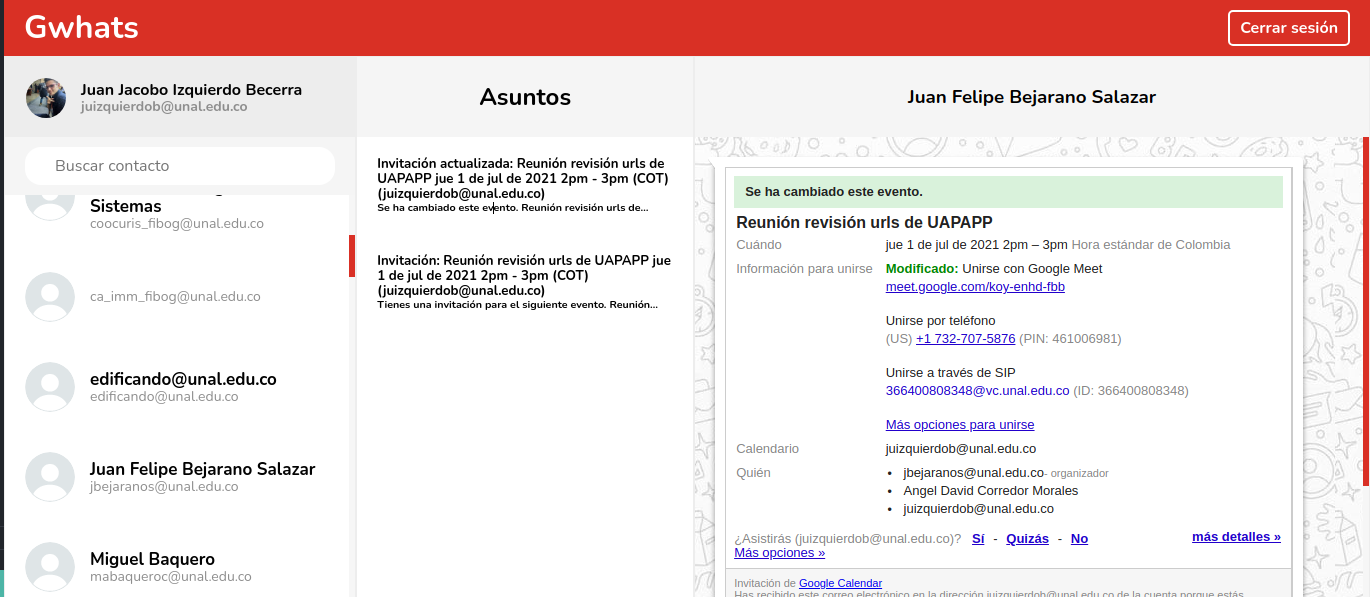 Gwhats
Cerrar sesión
Juan Jacobo Izquierdo Becerra
juizquierdob@unal.edu.co
Buscar contacto
Sistemas
coocuris_fibog@unal.edu.co
ca_imm_fibog@unal.edu.co
edificando@unal.edu.co
edificando@unal.edu.co
Juan Felipe Bejarano Salazar
jbejaranos@unal.edu.co
Miguel Baquero
mabaqueroc@unal.edu.co
Asuntos
Invitación actualizada: Reunión revisión urls de
UAPAPP jue 1 de jul de 2021 2pm - 3pm (COT)
(juizquierdob@unal.edu.co)
Se ha cambiado este evento. Reunión revisión urls de...
Invitación: Reunión revisión urls de UAPAPP jue
1 de jul de 2021 2pm - 3pm (COT)
(juizquierdob@unal.edu.co)
Tienes una invitación para el siguiente evento. Reunión...
Juan Felipe Bejarano Salazar
Se ha cambiado este evento.
Reunión revisión urls de UAPAPP
Cuándo jue 1 de jul de 2021 2pm – 3pm Hora estándar de Colombia
Información para unirse Modificado: Unirse con Google Meet
meet.google.com/koy-enhd-fbb
Unirse por teléfono
(US) +1 732-707-5876 (PIN: 461006981)
Unirse a través de SIP
366400808348@vc.unal.edu.co (ID: 366400808348)
Más opciones para unirse
Calendario juizquierdob@unal.edu.co
Quién • jbejaranos@unal.edu.co- organizador
• Angel David Corredor Morales
• juizquierdob@unal.edu.co
¿Asistirás (juizquierdob@unal.edu.co)? Sí - Quizás - No más detalles »
Más opciones »
Invitación de Google Calendar
Has recibido este correo electrónico en la dirección juizquierdob@unal.edu.co de la cuenta porque estás